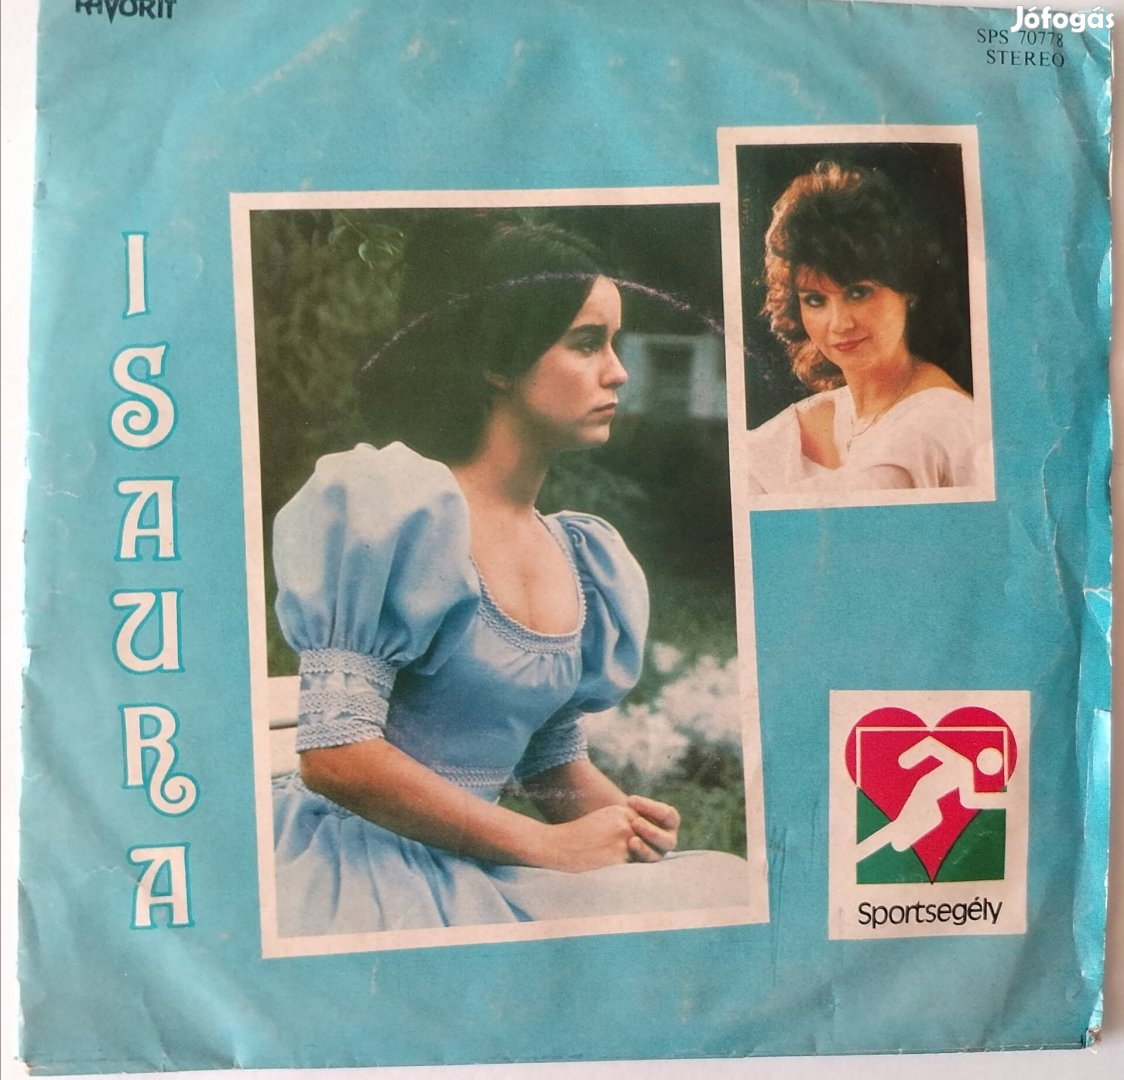 FAVORIT
Jófogás
SPS 70778
STEREO
ISAURA
Sportsegély